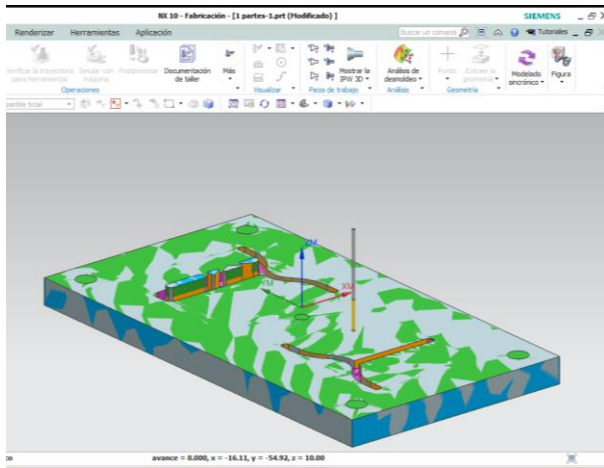 NX 10 - Fabricación - [1 partes-1.prt (Modificado) ]
SIEMENS
Renderizar Herramientas Aplicación
Buscar un comand
Tutoriales
Verificar la trayectoria para herramientas
Simular con máquina
Postprocesar
Documentación de taller
Más
Mostrar la IPW 3D
Análisis de desmoldeo
Punto
Extraer la geometría
Modelado sincrónico
Figura
Operaciones
Visualizar
Pieza de trabajo
Análisis
Geometría
ZM
YM
XM
avance = 0.000, x = -16.11, y = -54.92, z = 10.00